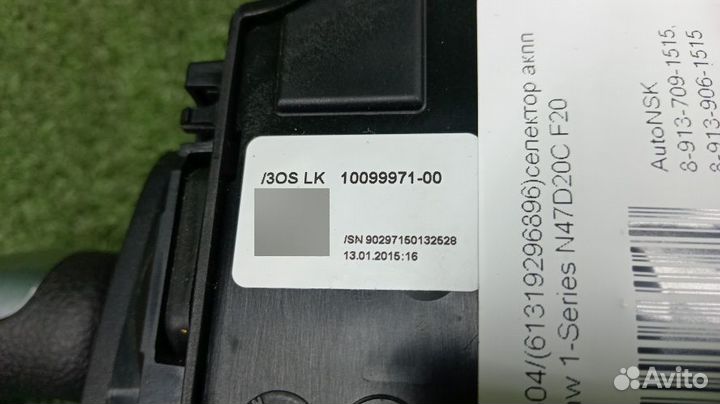 /3OS LK 10099971-00
/SN 90297150132528
13.01.2015:16
04/(61319296896)селектор акпп
1-Series N47D20C F20
AutoNSK
8-913-709-1515,
8-913-906-1515
Avito